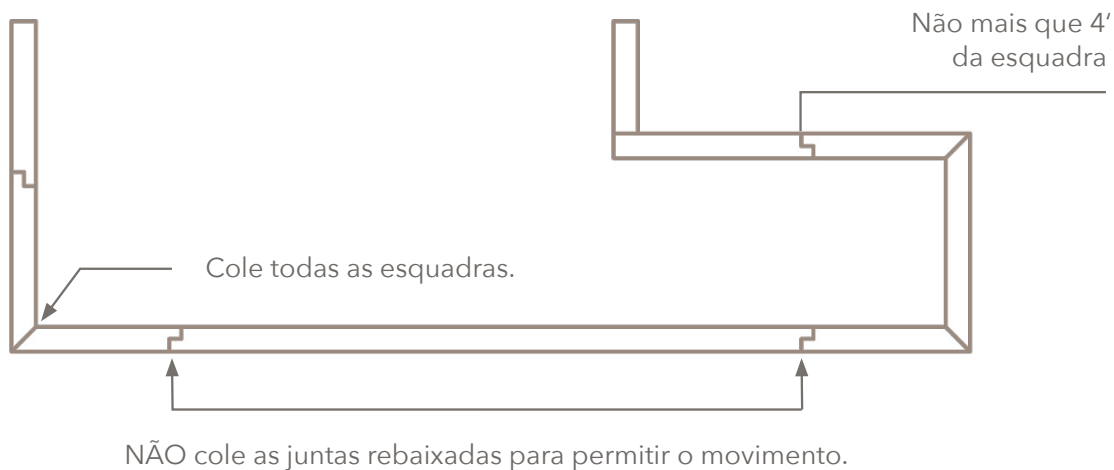 Não mais que 4'
da esquadra
Cole todas as esquadras.
NÃO cole as juntas rebaixadas para permitir o movimento.